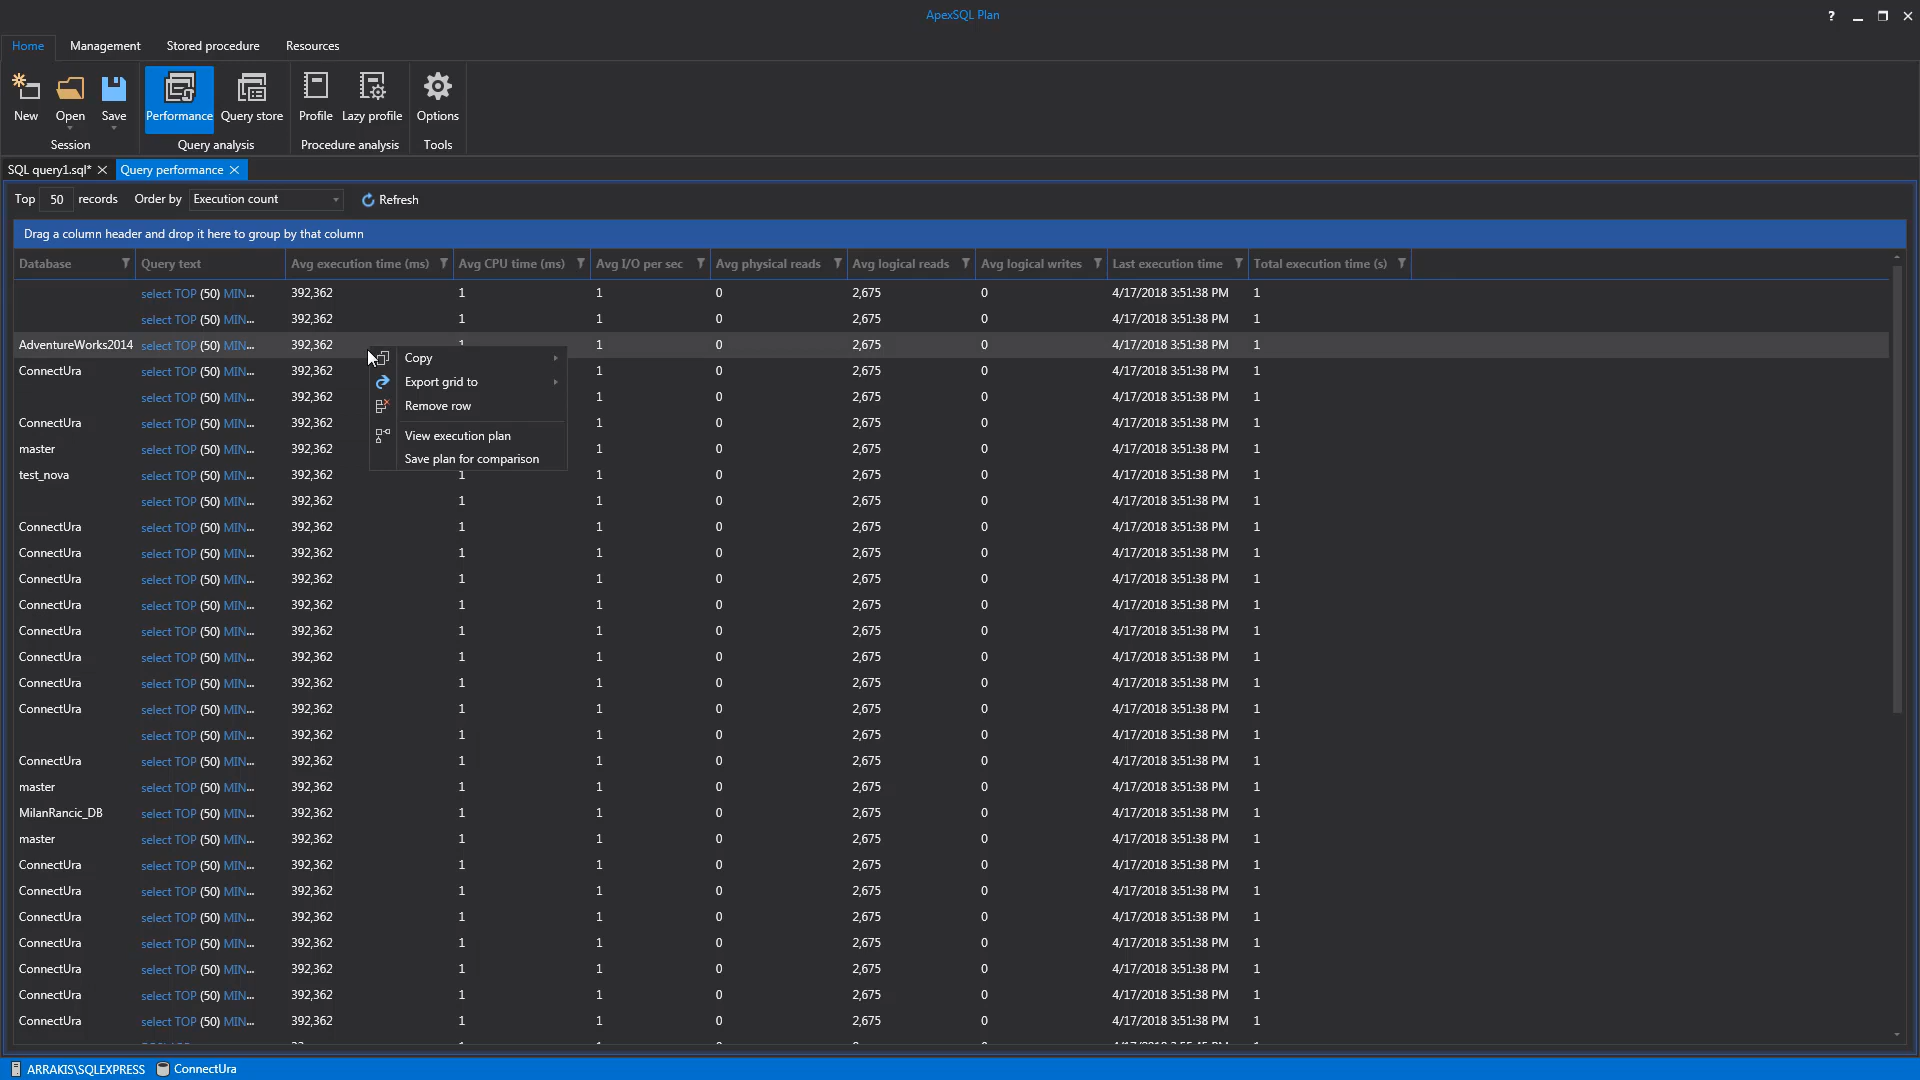 ApexSQL Plan
?
Home Management Stored procedure Resources
New Open Save Performance Query store Profile Lazy profile Options
Session Query analysis Procedure analysis Tools
SQL query1.sql* Query performance
Top 50 records Order by Execution count Refresh
Drag a column header and drop it here to group by that column
Database Query text Avg execution time (ms) Avg CPU time (ms) Avg I/O per sec Avg physical reads Avg logical reads Avg logical writes Last execution time Total execution time (s)
select TOP (50) MIN... 392,362 1 1 0 2,675 0 4/17/2018 3:51:38 PM 1
select TOP (50) MIN... 392,362 1 1 0 2,675 0 4/17/2018 3:51:38 PM 1
AdventureWorks2014 select TOP (50) MIN... 392,362 1 1 0 2,675 0 4/17/2018 3:51:38 PM 1
Copy
ConnectUra select TOP (50) MIN... 392,362 1 0 2,675 0 4/17/2018 3:51:38 PM 1
Export grid to
select TOP (50) MIN... 392,362 1 0 2,675 0 4/17/2018 3:51:38 PM 1
Remove row
ConnectUra select TOP (50) MIN... 392,362 1 0 2,675 0 4/17/2018 3:51:38 PM 1
View execution plan
master select TOP (50) MIN... 392,362 1 0 2,675 0 4/17/2018 3:51:38 PM 1
Save plan for comparison
test_nova select TOP (50) MIN... 392,362 1 1 0 2,675 0 4/17/2018 3:51:38 PM 1
select TOP (50) MIN... 392,362 1 1 0 2,675 0 4/17/2018 3:51:38 PM 1
ConnectUra select TOP (50) MIN... 392,362 1 1 0 2,675 0 4/17/2018 3:51:38 PM 1
ConnectUra select TOP (50) MIN... 392,362 1 1 0 2,675 0 4/17/2018 3:51:38 PM 1
ConnectUra select TOP (50) MIN... 392,362 1 1 0 2,675 0 4/17/2018 3:51:38 PM 1
ConnectUra select TOP (50) MIN... 392,362 1 1 0 2,675 0 4/17/2018 3:51:38 PM 1
ConnectUra select TOP (50) MIN... 392,362 1 1 0 2,675 0 4/17/2018 3:51:38 PM 1
ConnectUra select TOP (50) MIN... 392,362 1 1 0 2,675 0 4/17/2018 3:51:38 PM 1
ConnectUra select TOP (50) MIN... 392,362 1 1 0 2,675 0 4/17/2018 3:51:38 PM 1
ConnectUra select TOP (50) MIN... 392,362 1 1 0 2,675 0 4/17/2018 3:51:38 PM 1
select TOP (50) MIN... 392,362 1 1 0 2,675 0 4/17/2018 3:51:38 PM 1
ConnectUra select TOP (50) MIN... 392,362 1 1 0 2,675 0 4/17/2018 3:51:38 PM 1
master select TOP (50) MIN... 392,362 1 1 0 2,675 0 4/17/2018 3:51:38 PM 1
MilanRancic_DB select TOP (50) MIN... 392,362 1 1 0 2,675 0 4/17/2018 3:51:38 PM 1
master select TOP (50) MIN... 392,362 1 1 0 2,675 0 4/17/2018 3:51:38 PM 1
ConnectUra select TOP (50) MIN... 392,362 1 1 0 2,675 0 4/17/2018 3:51:38 PM 1
ConnectUra select TOP (50) MIN... 392,362 1 1 0 2,675 0 4/17/2018 3:51:38 PM 1
ConnectUra select TOP (50) MIN... 392,362 1 1 0 2,675 0 4/17/2018 3:51:38 PM 1
ConnectUra select TOP (50) MIN... 392,362 1 1 0 2,675 0 4/17/2018 3:51:38 PM 1
ConnectUra select TOP (50) MIN... 392,362 1 1 0 2,675 0 4/17/2018 3:51:38 PM 1
ConnectUra select TOP (50) MIN... 392,362 1 1 0 2,675 0 4/17/2018 3:51:38 PM 1
ConnectUra select TOP (50) MIN... 392,362 1 1 0 2,675 0 4/17/2018 3:51:38 PM 1
ARRAKIS\SQLEXPRESS ConnectUra